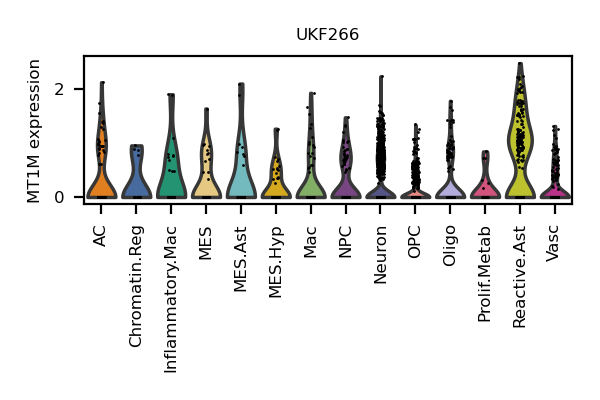 UKF266
MT1M expression
2
0
AC
Chromatin.Reg
Inflammatory.Mac
MES
MES.Ast
MES.Hyp
Mac
NPC
Neuron
OPC
Oligo
Prolif.Metab
Reactive.Ast
Vasc